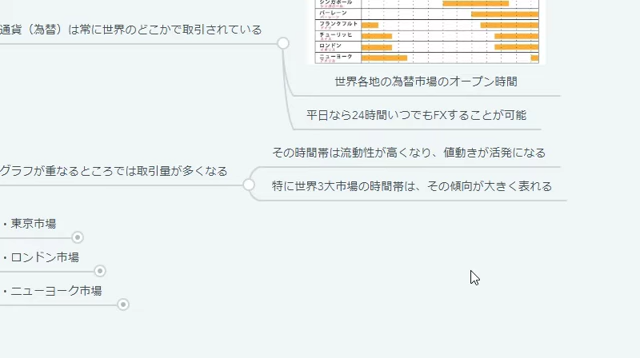 シンガポール
通貨（為替）は常に世界のどこかで取引されている
バーレーン
フランクフルト
チューリッヒ
ロンドン
ニューヨーク
世界各地の為替市場のオープン時間
平日なら24時間いつでもFXすることが可能
その時間帯は流動性が高くなり、値動きが活発になる
グラフが重なるところでは取引量が多くなる
特に世界3大市場の時間帯は、その傾向が大きく表れる
・東京市場
・ロンドン市場
・ニューヨーク市場